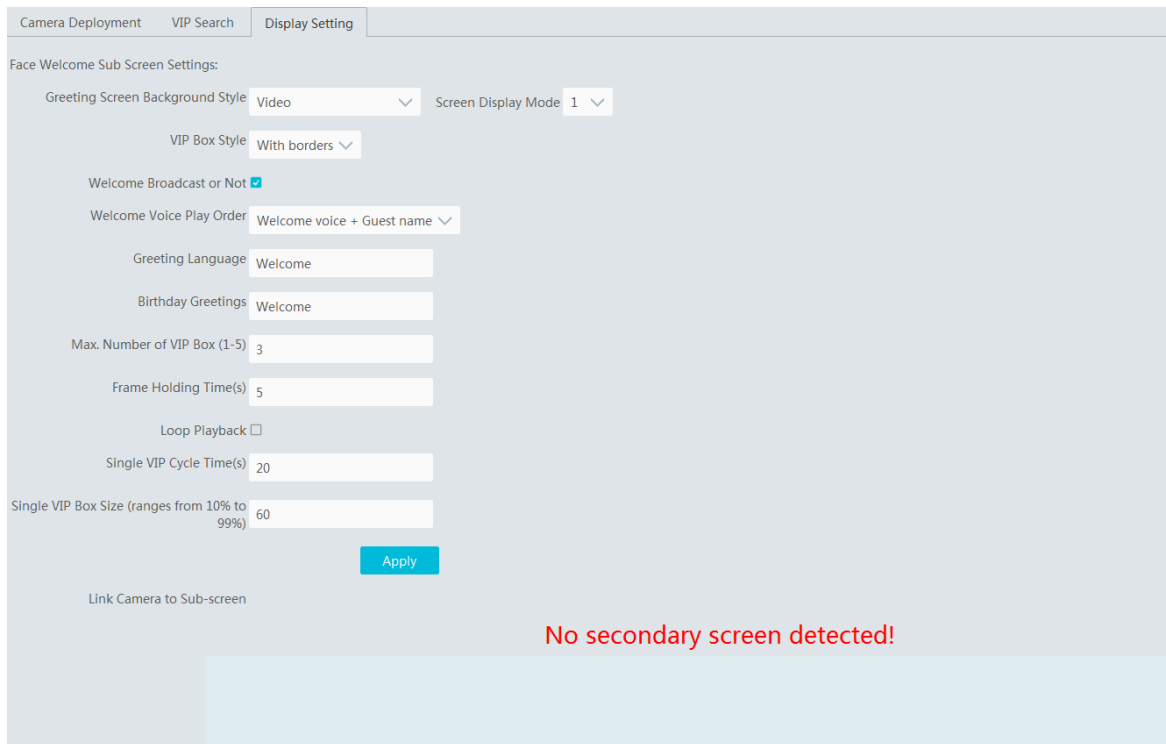 Camera Deployment VIP Search Display Setting
Face Welcome Sub Screen Settings:
Greeting Screen Background Style Video Screen Display Mode 1
VIP Box Style With borders
Welcome Broadcast or Not
Welcome Voice Play Order Welcome voice + Guest name
Greeting Language Welcome
Birthday Greetings Welcome
Max. Number of VIP Box (1-5) 3
Frame Holding Time(s) 5
Loop Playback
Single VIP Cycle Time(s) 20
Single VIP Box Size (ranges from 10% to
99%) 60
Apply
Link Camera to Sub-screen
No secondary screen detected!